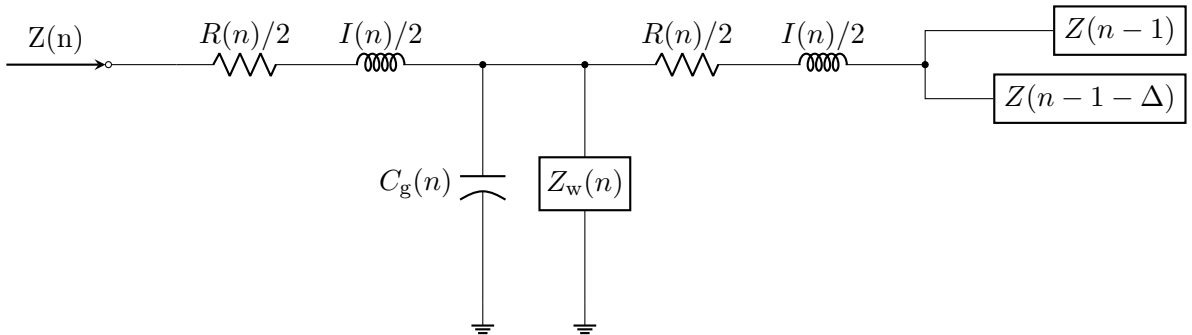 Z(n)
R(n)/2
I(n)/2
R(n)/2
I(n)/2
Z(n − 1)
Z(n − 1 − Δ)
C_g(n)
Z_w(n)